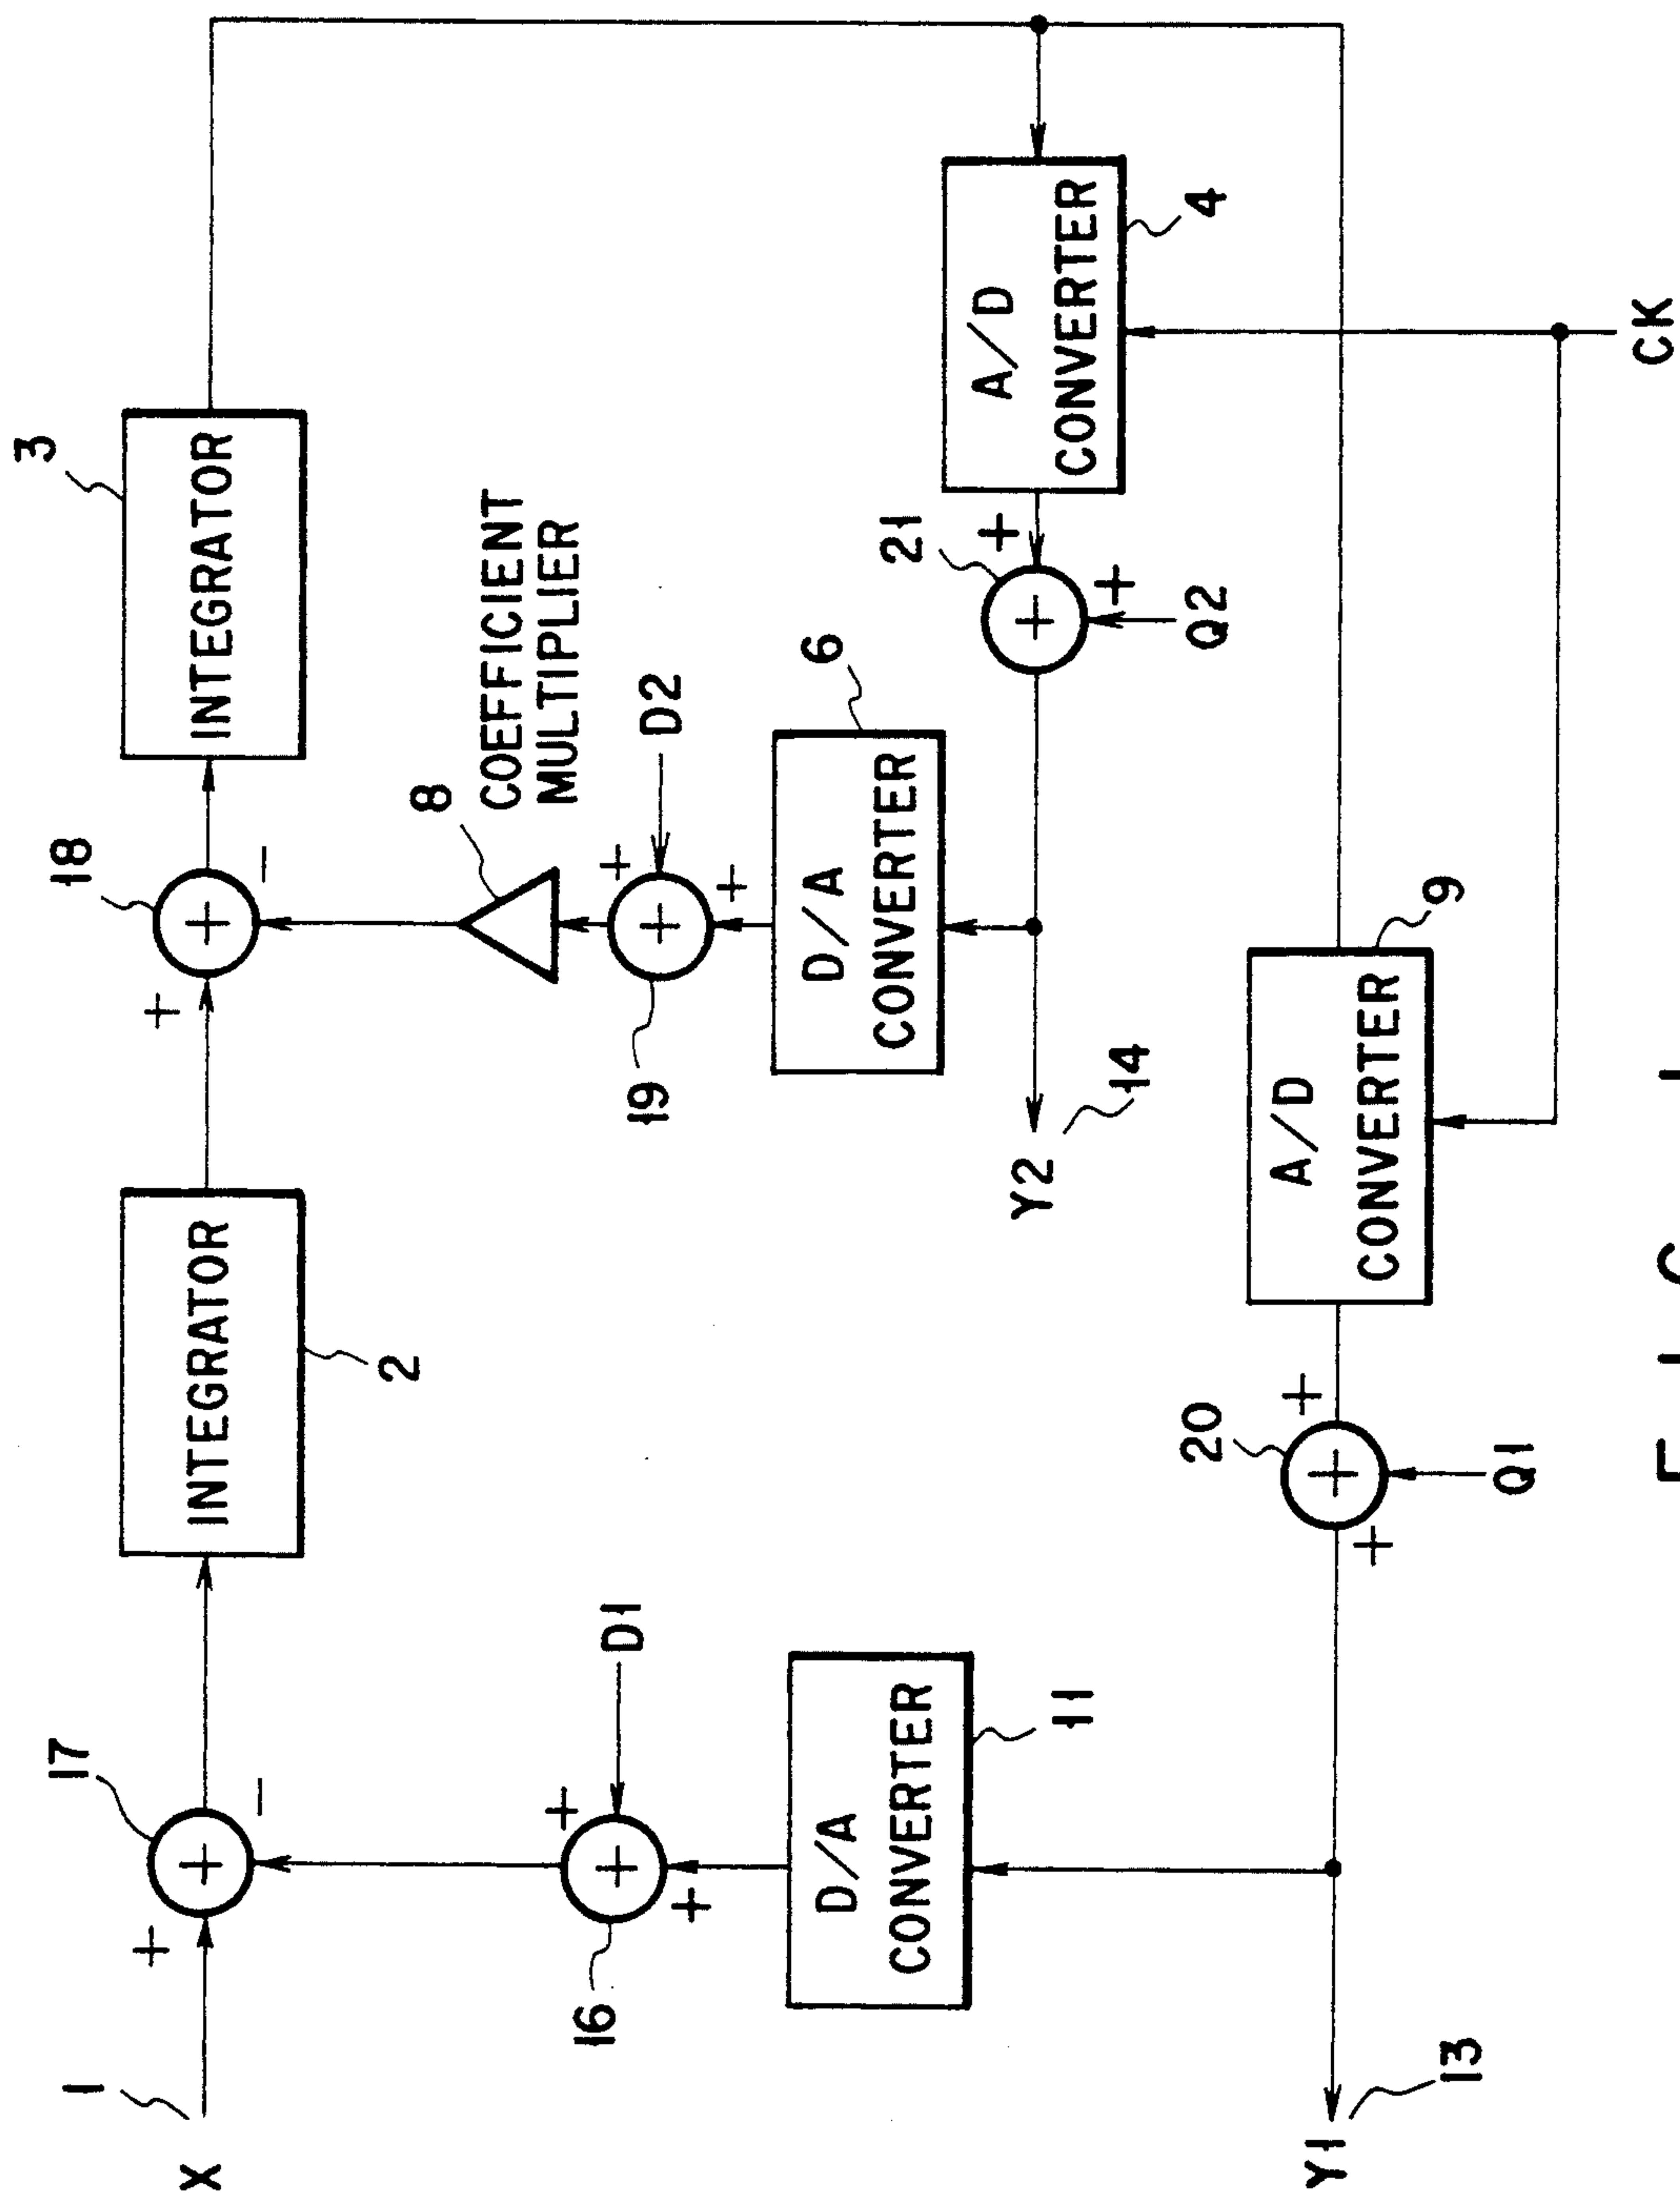 3
1
17
18
+
+
X
+
INTEGRATOR
+
INTEGRATOR
−
−
2
8
COEFFICIENT
MULTIPLIER
+
D1
+
16
+
19
+
D2
+
+
+
D/A
CONVERTER
11
D/A
CONVERTER
6
21
+
A/D
CONVERTER
+
+
Y2
14
Q2
4
20
+
A/D
CONVERTER
9
Y1
+
+
13
Q1
CK